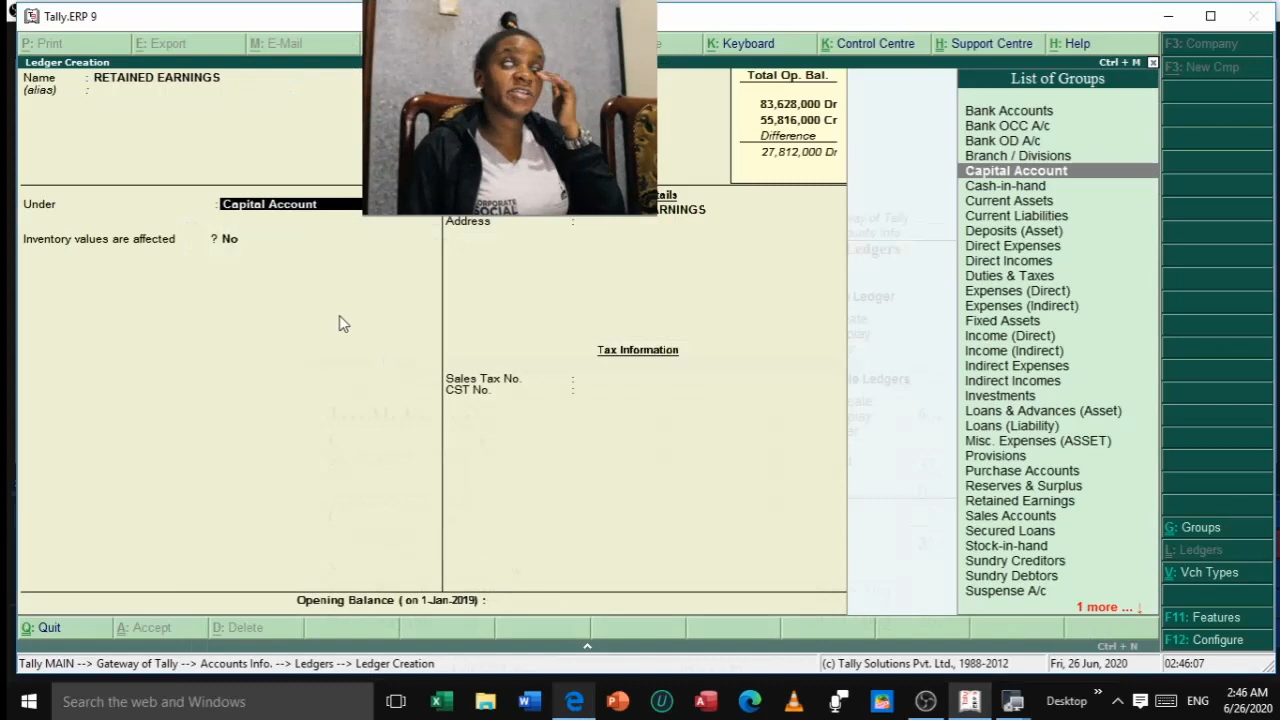 Tally.ERP 9
P: Print
E: Export
M: E-Mail
K: Keyboard
K: Control Centre
H: Support Centre
H: Help
F3: Company
Ledger Creation
Ctrl + M
F3: New Cmp
Name : RETAINED EARNINGS
(alias) :
Total Op. Bal.
83,628,000 Dr
55,816,000 Cr
Difference
27,812,000 Dr
List of Groups
Bank Accounts
Bank OCC A/c
Bank OD A/c
Branch / Divisions
Capital Account
Cash-in-hand
Current Assets
Current Liabilities
Deposits (Asset)
Direct Expenses
Direct Incomes
Duties & Taxes
Expenses (Direct)
Expenses (Indirect)
Fixed Assets
Income (Direct)
Income (Indirect)
Indirect Expenses
Indirect Incomes
Investments
Loans & Advances (Asset)
Loans (Liability)
Misc. Expenses (ASSET)
Provisions
Purchase Accounts
Reserves & Surplus
Retained Earnings
Sales Accounts
Secured Loans
Stock-in-hand
Sundry Creditors
Sundry Debtors
Suspense A/c
1 more ... ↓
Under : Capital Account
Inventory values are affected ? No
CORPORATE
SOCIAL
Address :
Tax Information
Sales Tax No. :
CST No. :
Opening Balance ( on 1-Jan-2019) :
G: Groups
L: Ledgers
V: Vch Types
F11: Features
F12: Configure
Q: Quit
A: Accept
D: Delete
Ctrl + N
Tally MAIN --> Gateway of Tally --> Accounts Info. --> Ledgers --> Ledger Creation
(c) Tally Solutions Pvt. Ltd., 1988-2012
Fri, 26 Jun, 2020
02:46:07
Search the web and Windows
Desktop
ENG
2:46 AM
6/26/2020